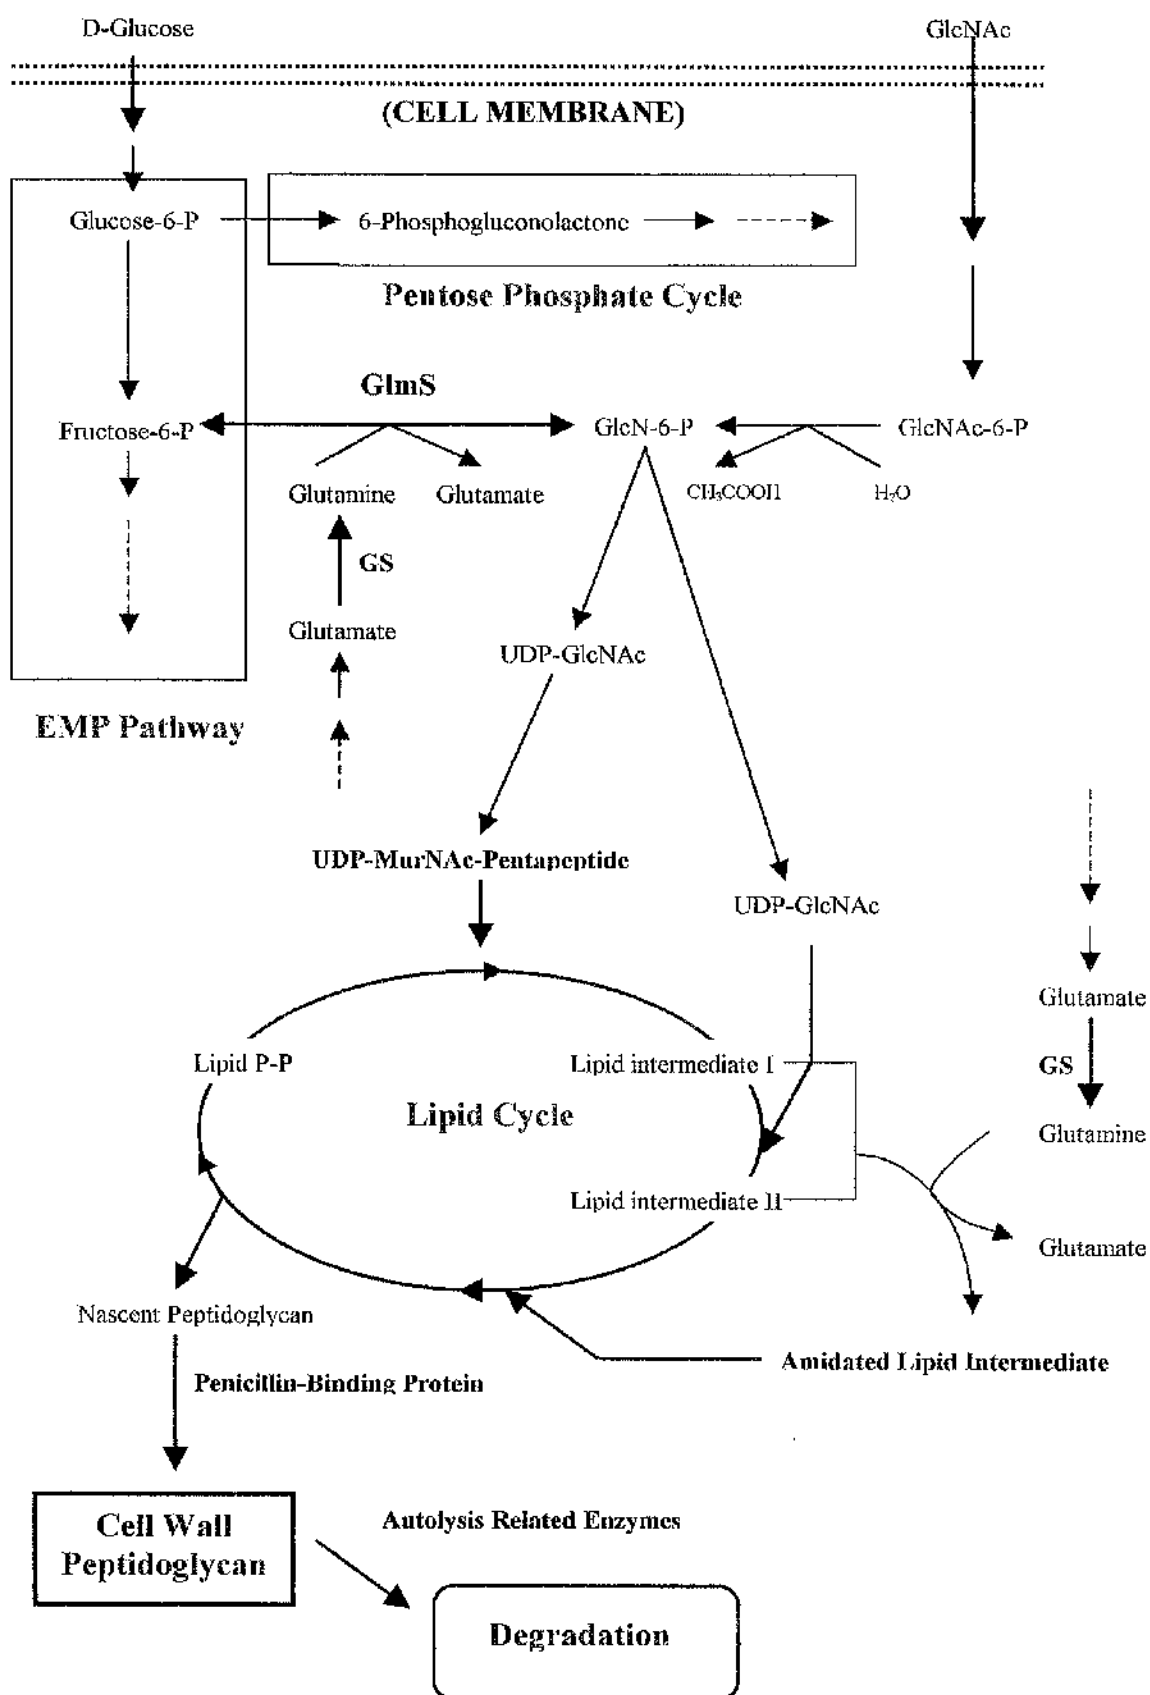 D-Glucose
GlcNAc
(CELL MEMBRANE)
Glucose-6-P
6-Phosphogluconolactone
Pentose Phosphate Cycle
GlmS
Fructose-6-P
GlcN-6-P
GlcNAc-6-P
Glutamine
Glutamate
CH₃COOH
H₂O
GS
Glutamate
UDP-GlcNAc
EMP Pathway
UDP-MurNAc-Pentapeptide
UDP-GlcNAc
Glutamate
Lipid P-P
Lipid intermediate I
GS
Lipid Cycle
Glutamine
Lipid intermediate II
Glutamate
Nascent Peptidoglycan
Amidated Lipid Intermediate
Penicillin-Binding Protein
Cell Wall
Peptidoglycan
Autolysis Related Enzymes
Degradation